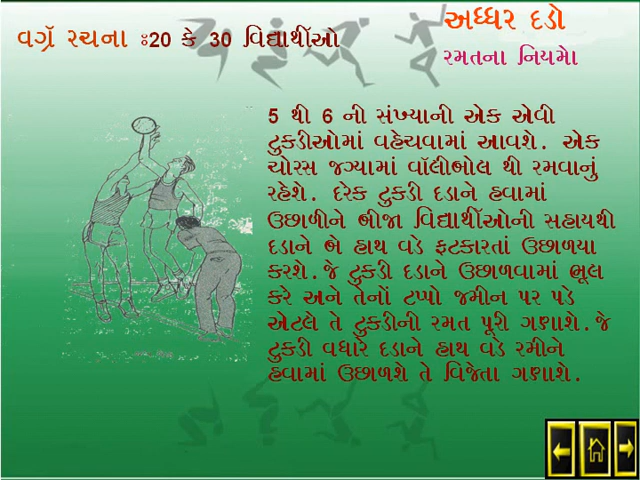 અધ્ધર દડો
વગૅ રચના ઃ20 કે 30 વિદ્યાર્થીઓ
રમતના નિયમો
5 થી 6 ની સંખ્યાની એક એવી
ટુકડીઓમાં વહેચવામાં આવશે. એક
ચોરસ જગ્યામાં વૉલીબોલ થી રમવાનું
રહેશે. દરેક ટુકડી દડાને હવામાં
ઉછાળીને બીજા વિદ્યાર્થીઓની સહાયથી
દડાને બે હાથ વડે ફટકારતાં ઉછાળયા
કરશે.જે ટુકડી દડાને ઉછાળવામાં ભૂલ
કરે અને તેનોં ટપ્પો જમીન પર પડે
એટલે તે ટુકડીની રમત પૂરી ગણાશે.જે
ટુકડી વધારે દડાને હાથ વડે રમીને
હવામાં ઉછાળશે તે વિજેતા ગણાશે.